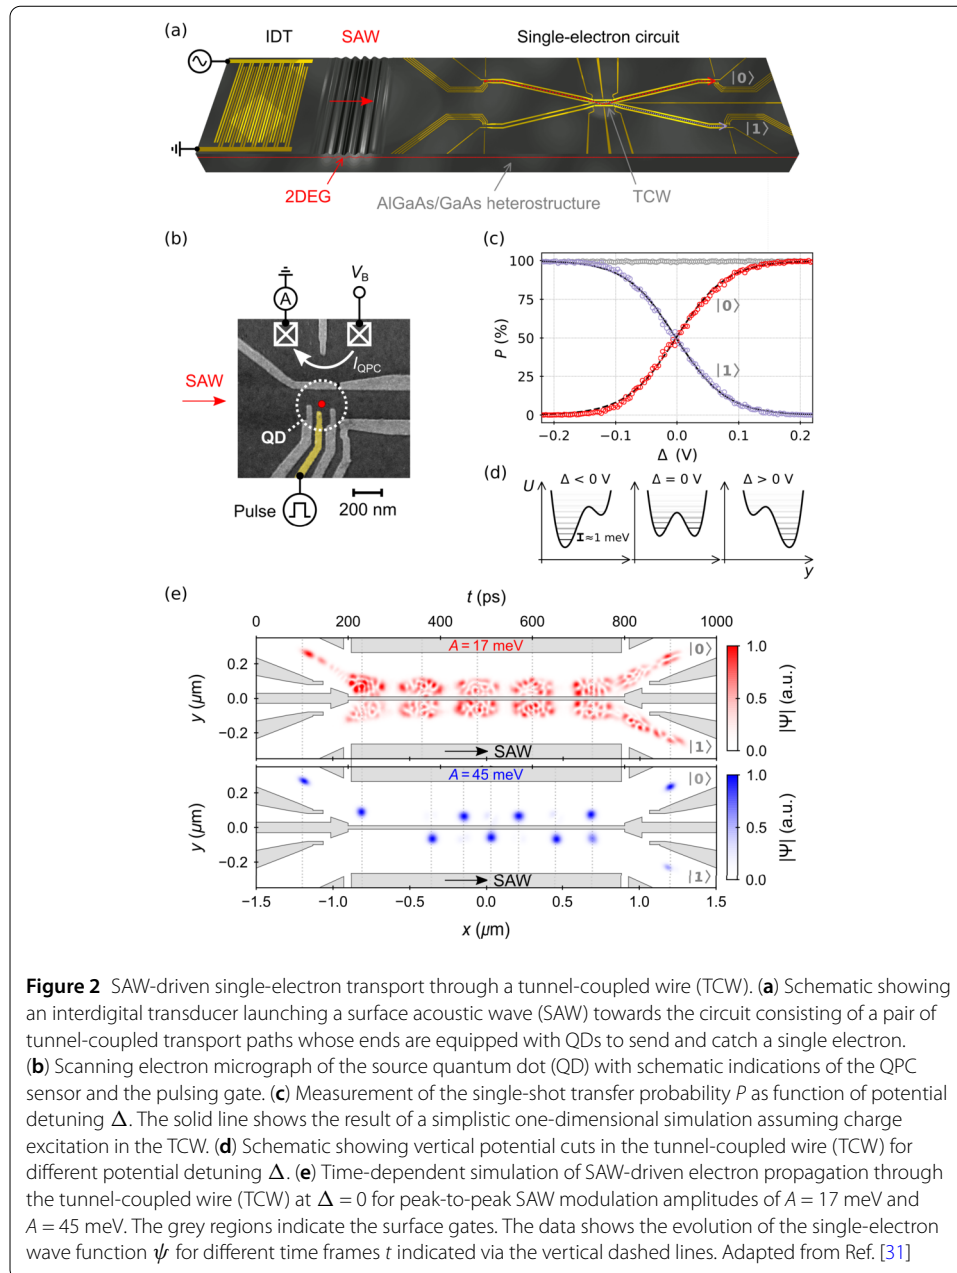 (a)
IDT SAW Single-electron circuit
|0⟩
|1⟩
2DEG AlGaAs/GaAs heterostructure TCW
(b)
A
V_B
I_QPC
SAW
QD
Pulse
200 nm
(c)
100
75
50
25
0
P (%)
|0⟩
|1⟩
−0.2 −0.1 0.0 0.1 0.2
Δ (V)
(d)
U
Δ < 0 V Δ = 0 V Δ > 0 V
≈1 meV
y
(e)
t (ps)
0 200 400 600 800 1000
A = 17 meV
|0⟩
0.2
0.0
−0.2
y (μm)
|1⟩
SAW
1.0
0.5
0.0
|Ψ| (a.u.)
A = 45 meV
|0⟩
0.2
0.0
−0.2
y (μm)
|1⟩
SAW
1.0
0.5
0.0
|Ψ| (a.u.)
−1.5 −1.0 −0.5 0.0 0.5 1.0 1.5
x (μm)
Figure 2 SAW-driven single-electron transport through a tunnel-coupled wire (TCW). (a) Schematic showing
an interdigital transducer launching a surface acoustic wave (SAW) towards the circuit consisting of a pair of
tunnel-coupled transport paths whose ends are equipped with QDs to send and catch a single electron.
(b) Scanning electron micrograph of the source quantum dot (QD) with schematic indications of the QPC
sensor and the pulsing gate. (c) Measurement of the single-shot transfer probability P as function of potential
detuning Δ. The solid line shows the result of a simplistic one-dimensional simulation assuming charge
excitation in the TCW. (d) Schematic showing vertical potential cuts in the tunnel-coupled wire (TCW) for
different potential detuning Δ. (e) Time-dependent simulation of SAW-driven electron propagation through
the tunnel-coupled wire (TCW) at Δ = 0 for peak-to-peak SAW modulation amplitudes of A = 17 meV and
A = 45 meV. The grey regions indicate the surface gates. The data shows the evolution of the single-electron
wave function ψ for different time frames t indicated via the vertical dashed lines. Adapted from Ref. [31]